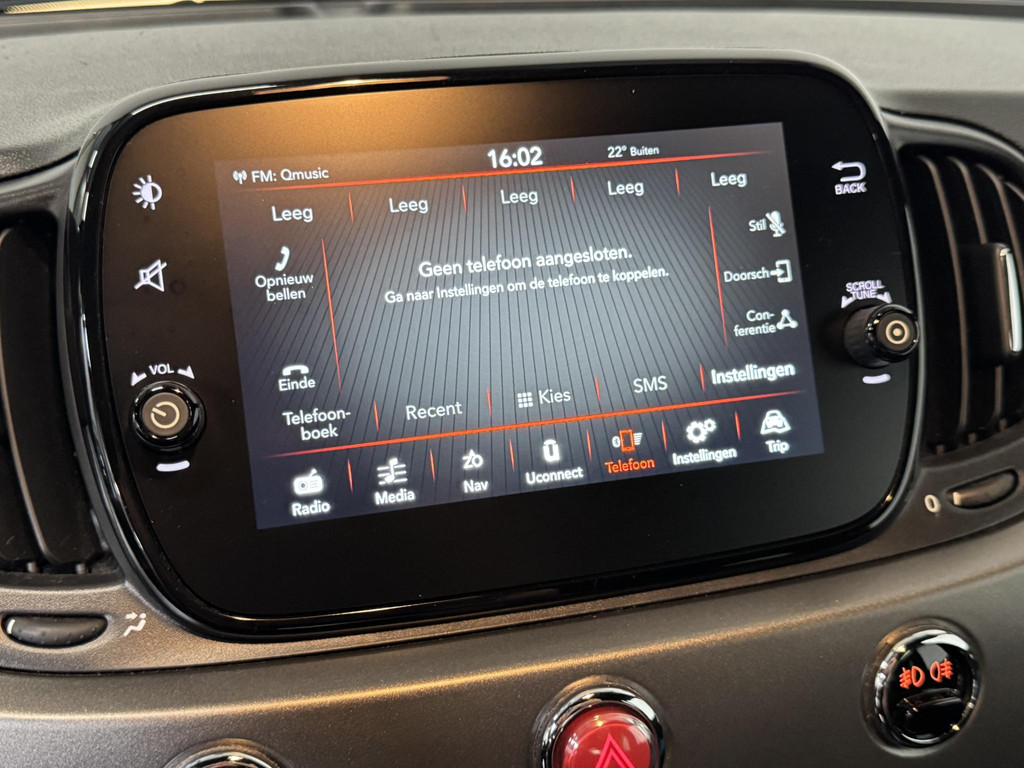 FM: Qmusic
16:02
22° Buiten
Leeg
Leeg
Leeg
Leeg
Leeg
BACK
Opnieuw
bellen
Geen telefoon aangesloten.
Ga naar Instellingen om de telefoon te koppelen.
Stil
Doorsch
Con-
ferentie
SCROLL
TUNE
VOL
Einde
Telefoon-
boek
Recent
Kies
SMS
Instellingen
Radio
Media
Nav
Uconnect
Telefoon
Instellingen
Trip
0